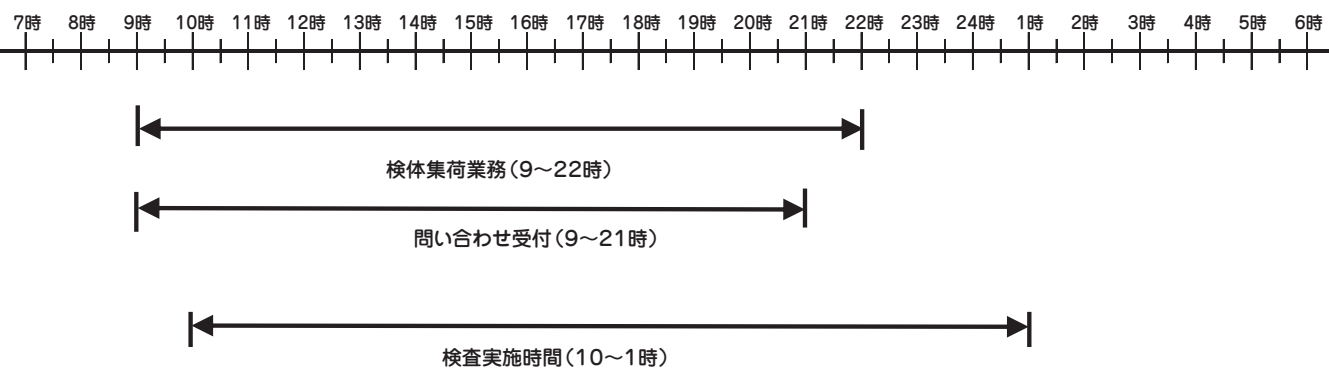 7時 8時 9時 10時 11時 12時 13時 14時 15時 16時 17時 18時 19時 20時 21時 22時 23時 24時 1時 2時 3時 4時 5時 6時
検体集荷業務(9〜22時)
問い合わせ受付(9〜21時)
検査実施時間(10〜1時)